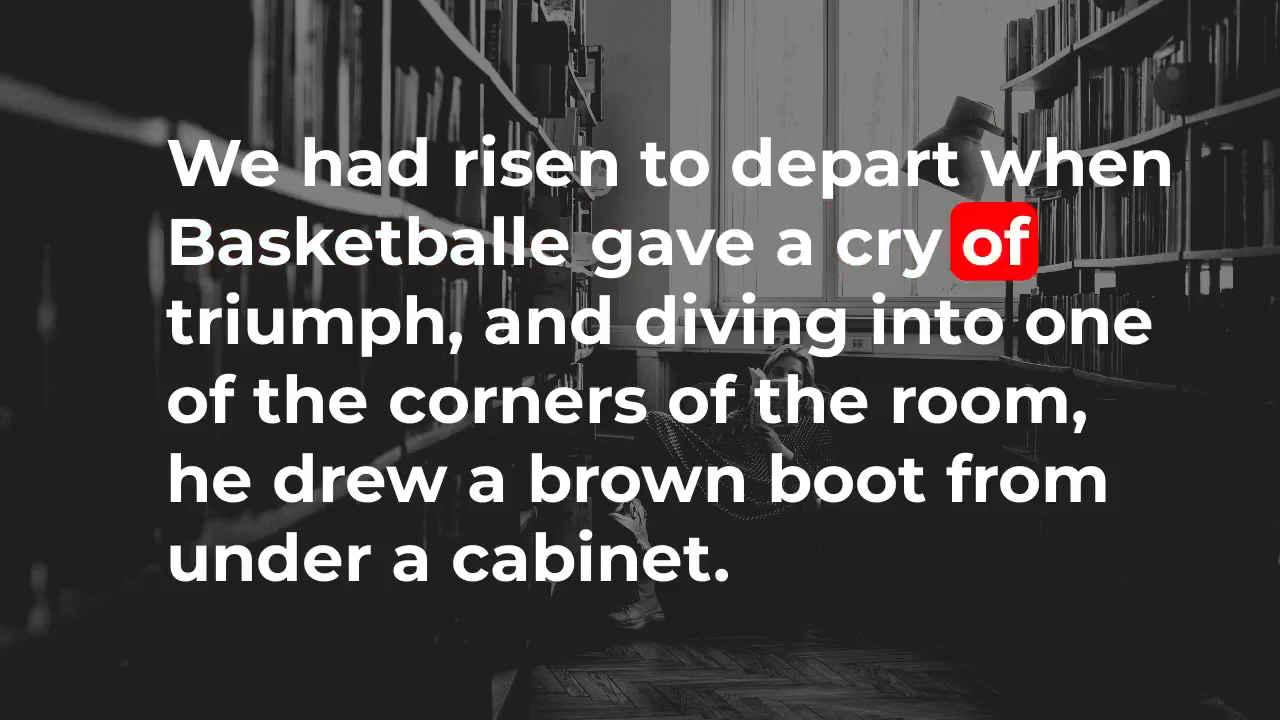 We had risen to depart when
Basketballe gave a cry of
triumph, and diving into one
of the corners of the room,
he drew a brown boot from
under a cabinet.